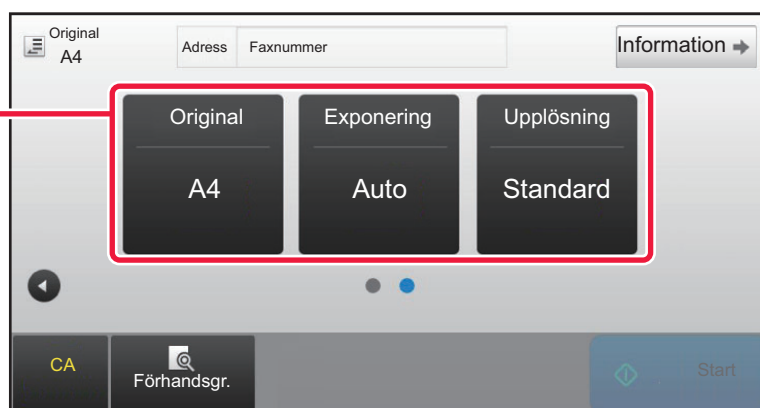 Original
A4
Adress Faxnummer
Information
Original Exponering Upplösning
A4 Auto Standard
CA
Förhandsgr.
Start